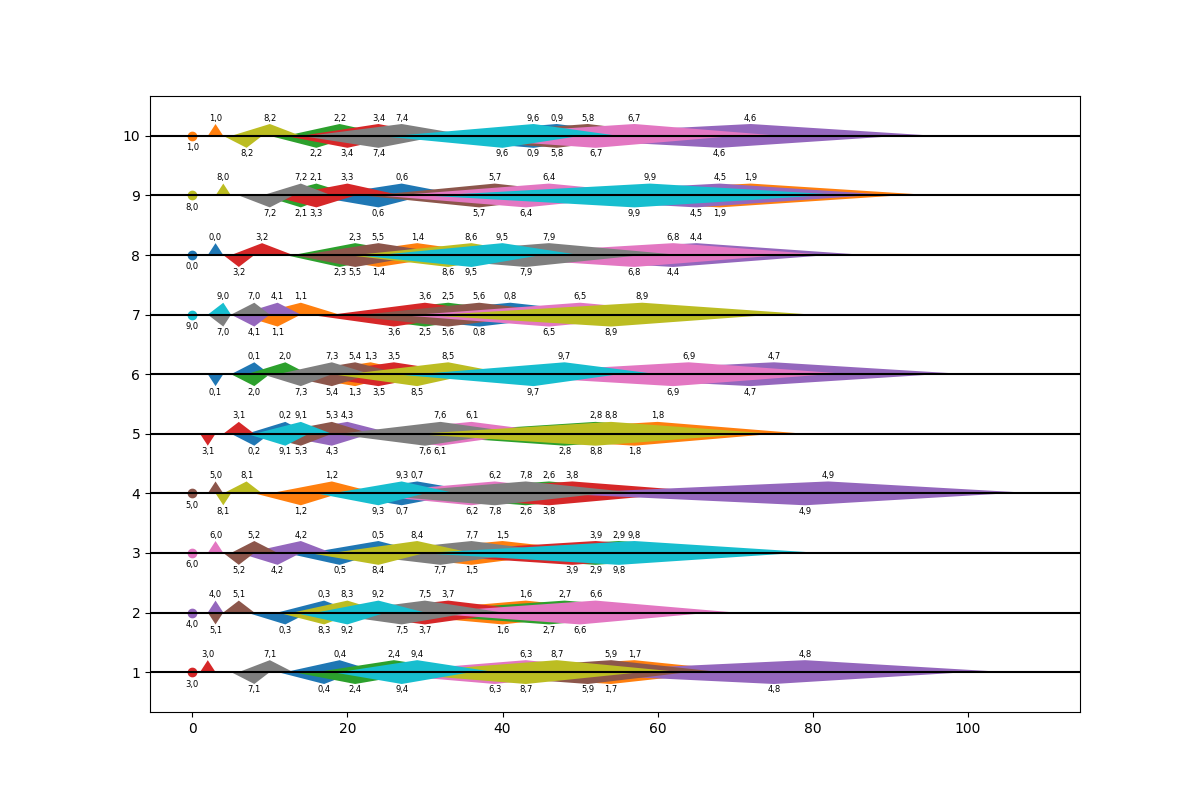 1,0 8,2 2,2 3,4 7,4 9,6 0,9 5,8 6,7 4,6
10
1,0 8,2 2,2 3,4 7,4 9,6 0,9 5,8 6,7 4,6
8,0 7,2 2,1 3,3 0,6 5,7 6,4 9,9 4,5 1,9
9
8,0 7,2 2,1 3,3 0,6 5,7 6,4 9,9 4,5 1,9
0,0 3,2 2,3 5,5 1,4 8,6 9,5 7,9 6,8 4,4
8
0,0 3,2 2,3 5,5 1,4 8,6 9,5 7,9 6,8 4,4
9,0 7,0 4,1 1,1 3,6 2,5 5,6 0,8 6,5 8,9
7
9,0 7,0 4,1 1,1 3,6 2,5 5,6 0,8 6,5 8,9
0,1 2,0 7,3 5,4 1,3 3,5 8,5 9,7 6,9 4,7
6
0,1 2,0 7,3 5,4 1,3 3,5 8,5 9,7 6,9 4,7
3,1 0,2 9,1 5,3 4,3 7,6 6,1 2,8 8,8 1,8
5
3,1 0,2 9,1 5,3 4,3 7,6 6,1 2,8 8,8 1,8
5,0 8,1 1,2 9,3 0,7 6,2 7,8 2,6 3,8 4,9
4
5,0 8,1 1,2 9,3 0,7 6,2 7,8 2,6 3,8 4,9
6,0 5,2 4,2 0,5 8,4 7,7 1,5 3,9 2,9 9,8
3
6,0 5,2 4,2 0,5 8,4 7,7 1,5 3,9 2,9 9,8
4,0 5,1 0,3 8,3 9,2 7,5 3,7 1,6 2,7 6,6
2
4,0 5,1 0,3 8,3 9,2 7,5 3,7 1,6 2,7 6,6
3,0 7,1 0,4 2,4 9,4 6,3 8,7 5,9 1,7 4,8
1
3,0 7,1 0,4 2,4 9,4 6,3 8,7 5,9 1,7 4,8
0 20 40 60 80 100